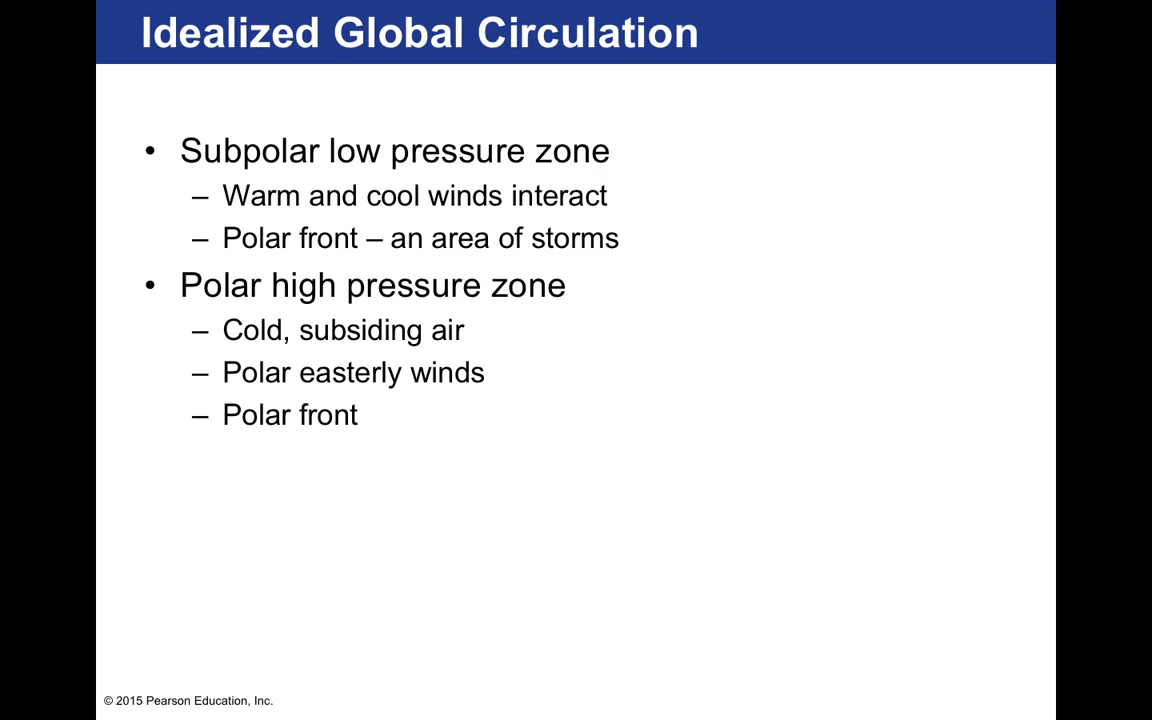 Idealized Global Circulation
• Subpolar low pressure zone
– Warm and cool winds interact
– Polar front – an area of storms
• Polar high pressure zone
– Cold, subsiding air
– Polar easterly winds
– Polar front
© 2015 Pearson Education, Inc.